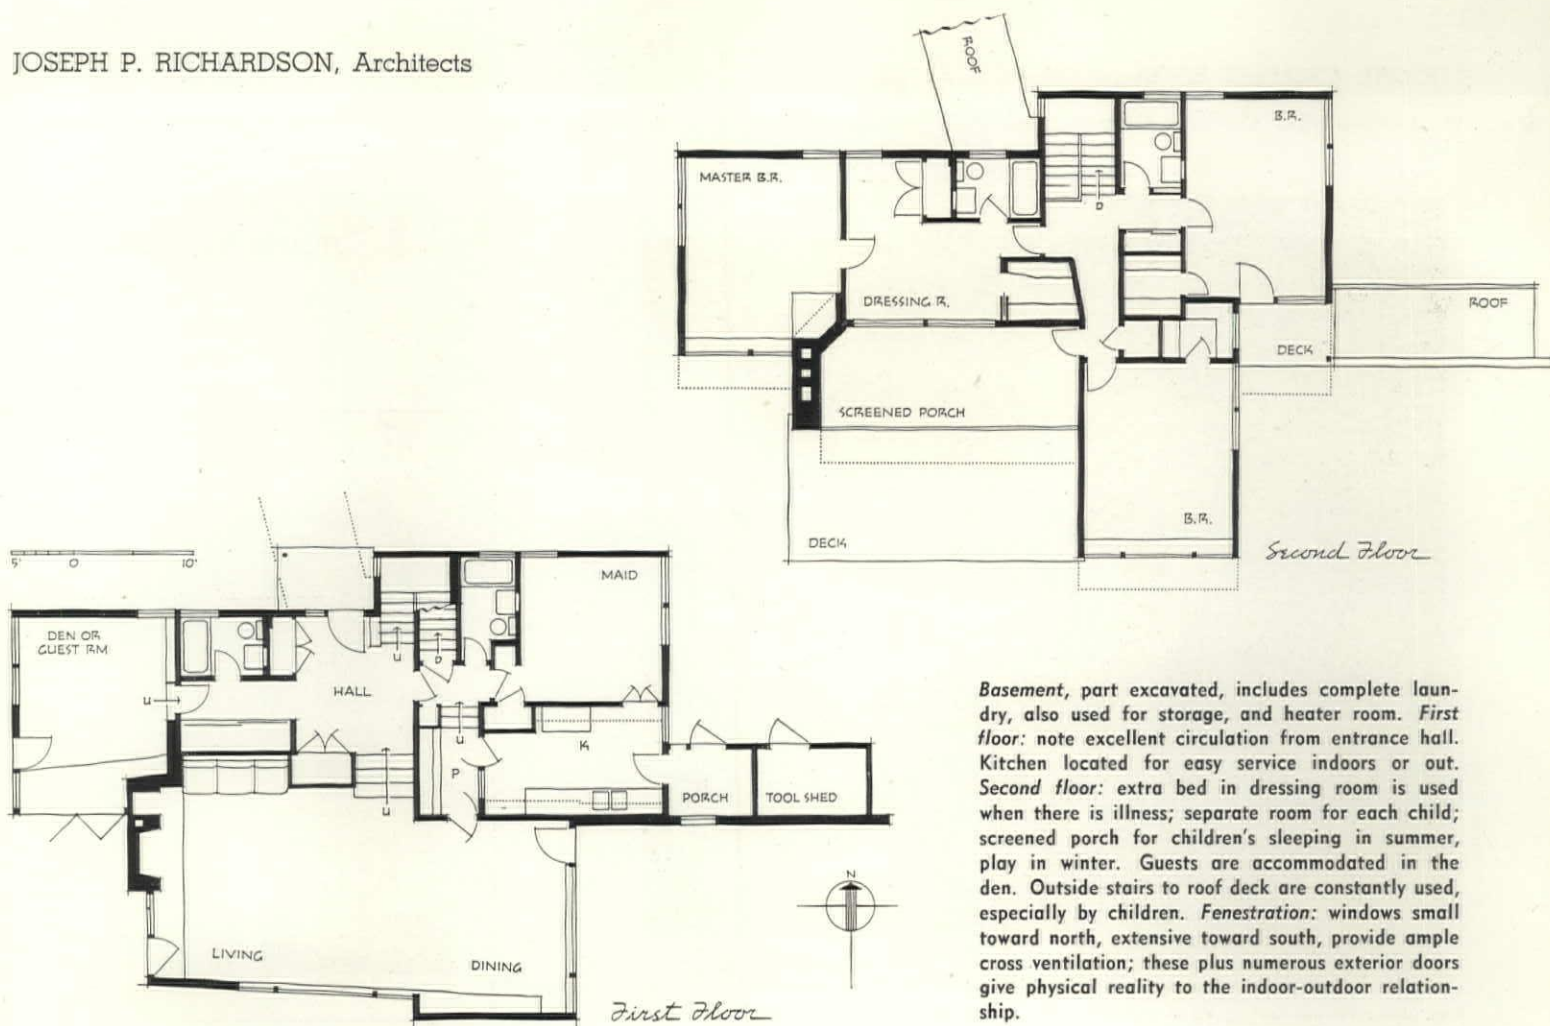 JOSEPH P. RICHARDSON, Architects
ROOF
B.R.
MASTER B.R.
D
DRESSING R.
ROOF
DECK
SCREENED PORCH
B.R.
DECK
Second Floor
5' 0 10'
MAID
DEN OR
GUEST RM
U
D
HALL
U
U
K
P
PORCH
TOOL SHED
U
N
LIVING
DINING
First Floor
Basement, part excavated, includes complete laun-
dry, also used for storage, and heater room. First
floor: note excellent circulation from entrance hall.
Kitchen located for easy service indoors or out.
Second floor: extra bed in dressing room is used
when there is illness; separate room for each child;
screened porch for children's sleeping in summer,
play in winter. Guests are accommodated in the
den. Outside stairs to roof deck are constantly used,
especially by children. Fenestration: windows small
toward north, extensive toward south, provide ample
cross ventilation; these plus numerous exterior doors
give physical reality to the indoor-outdoor relation-
ship.